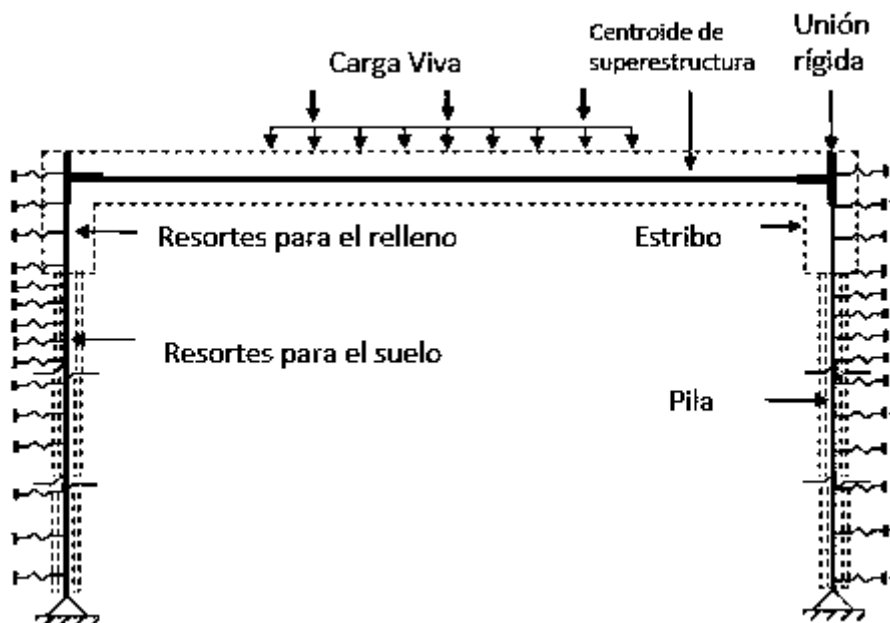 Carga Viva
Centroide de
superestructura
Unión
rígida
Resortes para el relleno
Estribo
Resortes para el suelo
Pila